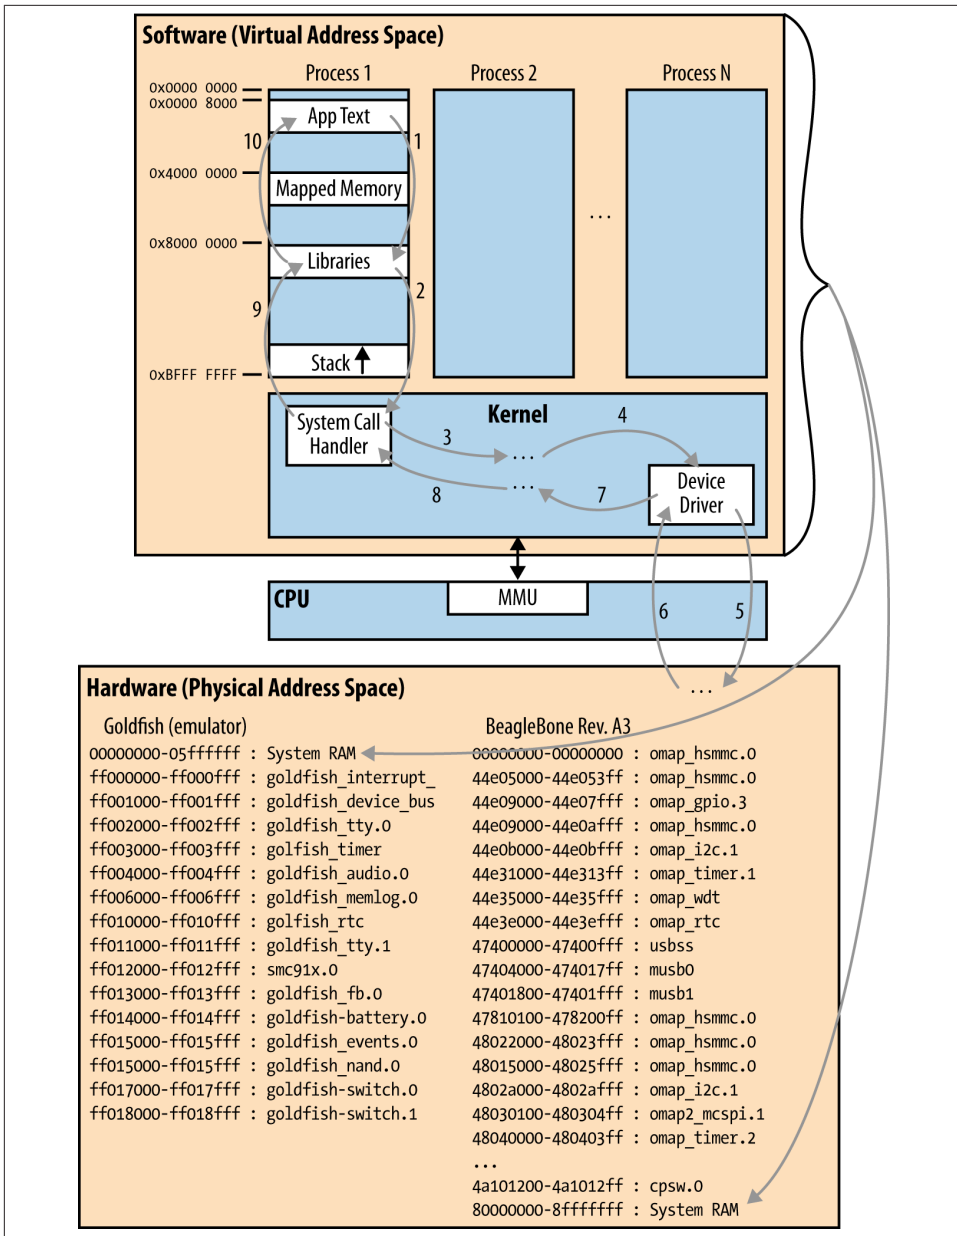 Software (Virtual Address Space)
Process 1
Process 2
Process N
0x0000 0000
0x0000 8000
App Text
10
1
0x4000 0000
Mapped Memory
...
0x8000 0000
Libraries
9
2
Stack
0xBFFF FFFF
Kernel
System Call
Handler
3
4
...
...
8
7
Device
Driver
CPU
MMU
6
5
Hardware (Physical Address Space)
...
Goldfish (emulator)
00000000-05ffffff : System RAM
ff000000-ff000fff : goldfish_interrupt_
ff001000-ff001fff : goldfish_device_bus
ff002000-ff002fff : goldfish_tty.0
ff003000-ff003fff : golfish_timer
ff004000-ff004fff : goldfish_audio.0
ff006000-ff006fff : goldfish_memlog.0
ff010000-ff010fff : golfish_rtc
ff011000-ff011fff : goldfish_tty.1
ff012000-ff012fff : smc91x.0
ff013000-ff013fff : goldfish_fb.0
ff014000-ff014fff : goldfish-battery.0
ff015000-ff015fff : goldfish_events.0
ff015000-ff015fff : goldfish_nand.0
ff017000-ff017fff : goldfish-switch.0
ff018000-ff018fff : goldfish-switch.1
BeagleBone Rev. A3
00000000-00000000 : omap_hsmmc.0
44e05000-44e053ff : omap_hsmmc.0
44e09000-44e07fff : omap_gpio.3
44e09000-44e0afff : omap_hsmmc.0
44e0b000-44e0bfff : omap_i2c.1
44e31000-44e313ff : omap_timer.1
44e35000-44e35fff : omap_wdt
44e3e000-44e3efff : omap_rtc
47400000-47400fff : usbss
47404000-474017ff : musb0
47401800-47401fff : musb1
47810100-478200ff : omap_hsmmc.0
48022000-48023fff : omap_hsmmc.0
48015000-48025fff : omap_hsmmc.0
4802a000-4802afff : omap_i2c.1
48030100-480304ff : omap2_mcspi.1
48040000-480403ff : omap_timer.2
...
4a101200-4a1012ff : cpsw.0
80000000-8fffffff : System RAM